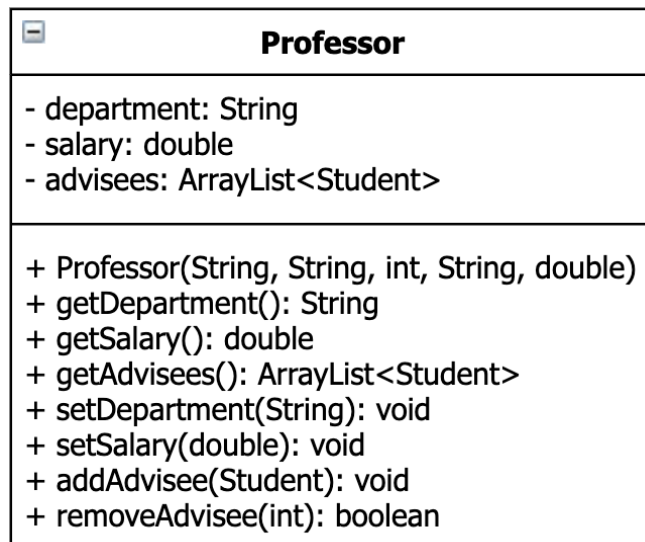 Professor
- department: String
- salary: double
- advisees: ArrayList<Student>
+ Professor(String, String, int, String, double)
+ getDepartment(): String
+ getSalary(): double
+ getAdvisees(): ArrayList<Student>
+ setDepartment(String): void
+ setSalary(double): void
+ addAdvisee(Student): void
+ removeAdvisee(int): boolean